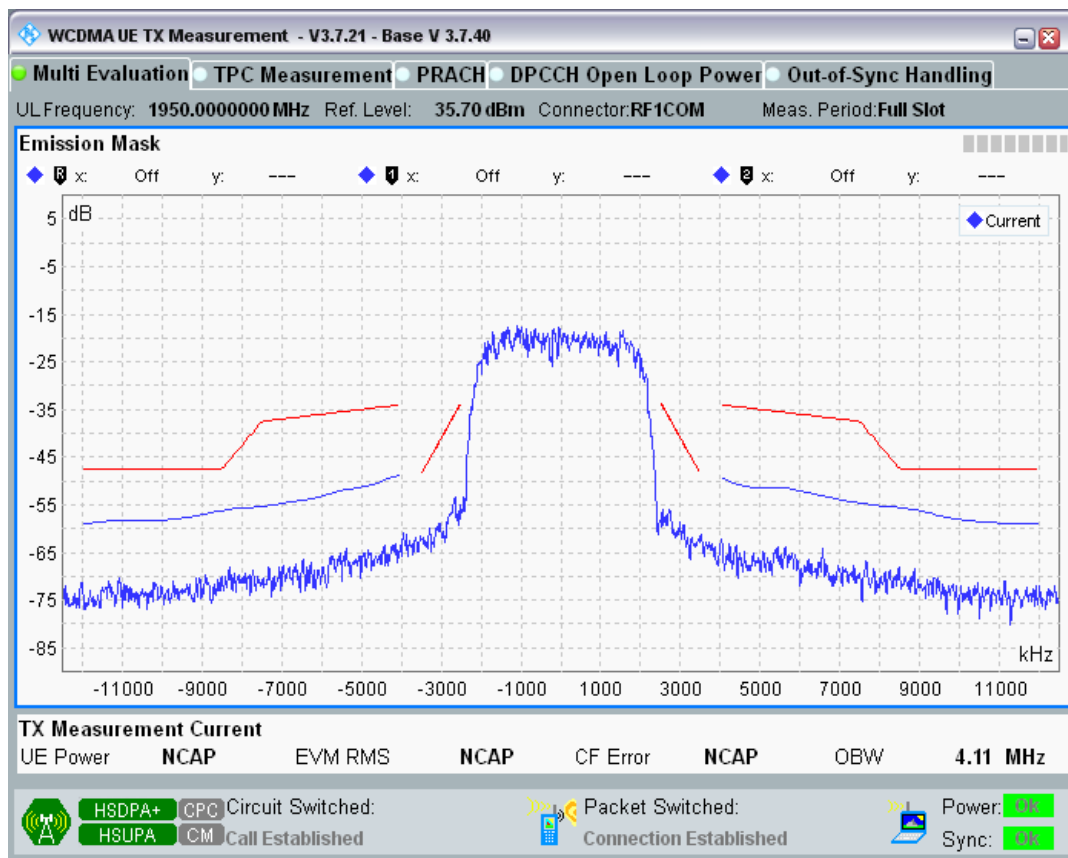 WCDMA UE TX Measurement - V3.7.21 - Base V 3.7.40
Multi Evaluation TPC Measurement PRACH DPCCH Open Loop Power Out-of-Sync Handling
UL Frequency: 1950.0000000 MHz Ref. Level: 35.70 dBm Connector:RF1COM Meas. Period:Full Slot
Emission Mask
R x: Off y: --- 1 x: Off y: --- 2 x: Off y: ---
dB
Current
5
-5
-15
-25
-35
-45
-55
-65
-75
-85
kHz
-11000 -9000 -7000 -5000 -3000 -1000 1000 3000 5000 7000 9000 11000
TX Measurement Current
UE Power NCAP EVM RMS NCAP CF Error NCAP OBW 4.11 MHz
HSDPA+ CPC Circuit Switched: Packet Switched: Power: Ok
HSUPA CM Call Established Connection Established Sync: Ok